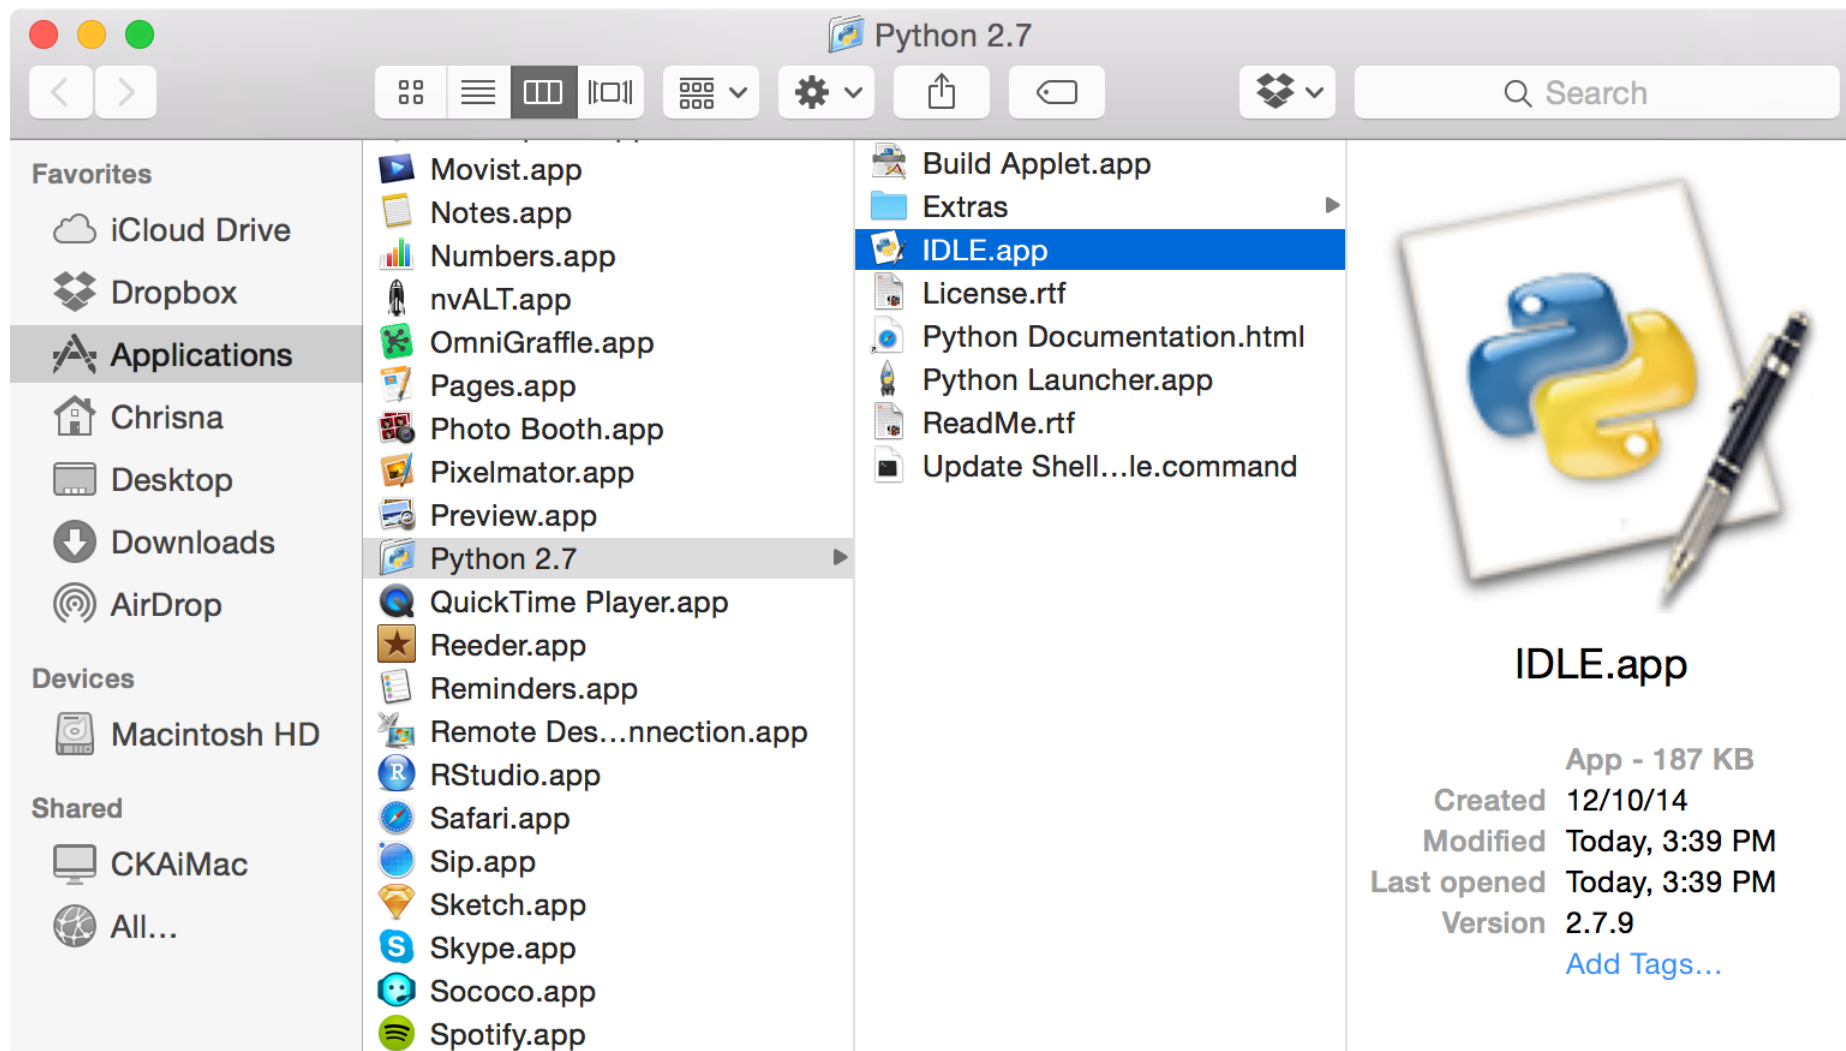 Python 2.7
Search
Favorites
iCloud Drive
Dropbox
Applications
Chrisna
Desktop
Downloads
AirDrop
Devices
Macintosh HD
Shared
CKAiMac
All...
Movist.app
Notes.app
Numbers.app
nvALT.app
OmniGraffle.app
Pages.app
Photo Booth.app
Pixelmator.app
Preview.app
Python 2.7
QuickTime Player.app
Reeder.app
Reminders.app
Remote Des...nnection.app
RStudio.app
Safari.app
Sip.app
Sketch.app
Skype.app
Sococo.app
Spotify.app
Build Applet.app
Extras
IDLE.app
License.rtf
Python Documentation.html
Python Launcher.app
ReadMe.rtf
Update Shell...le.command
IDLE.app
App - 187 KB
Created 12/10/14
Modified Today, 3:39 PM
Last opened Today, 3:39 PM
Version 2.7.9
Add Tags...